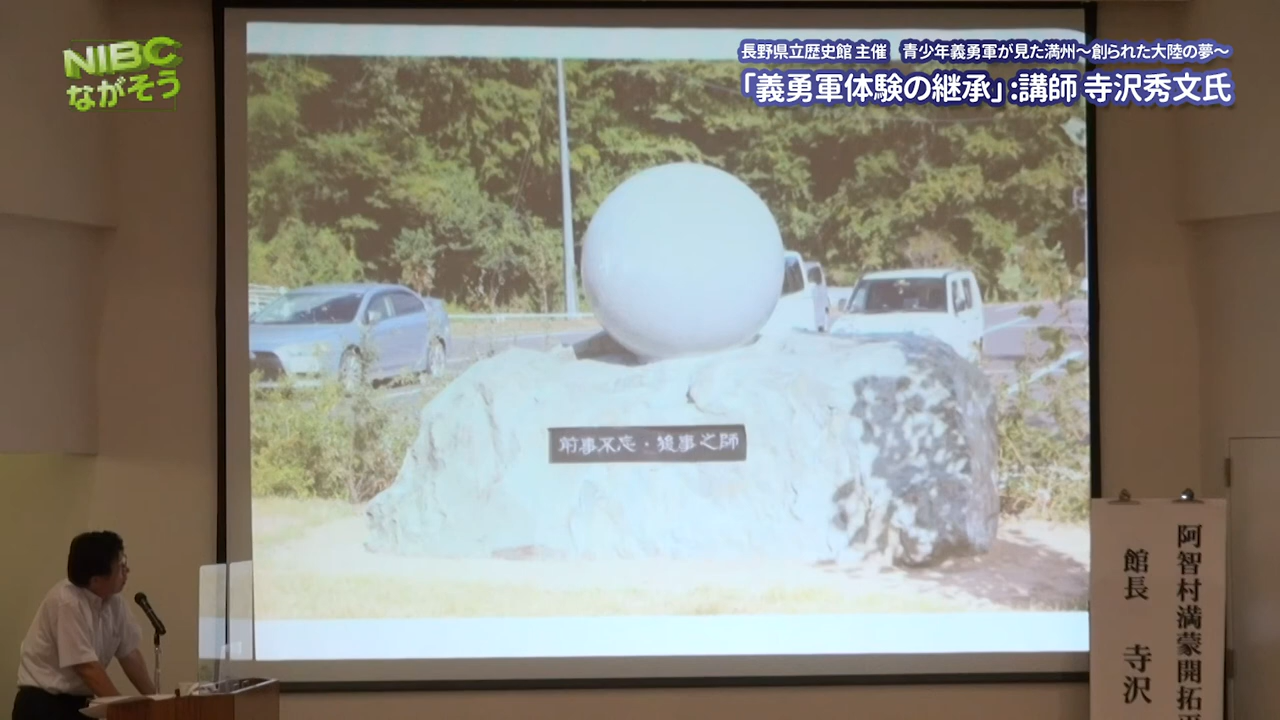 NIBC
ながそう
長野県立歴史館 主催　青少年義勇軍が見た満州～創られた大陸の夢～
「義勇軍体験の継承」:講師 寺沢秀文氏
前事不忘・後事之師
阿智村満蒙開拓平
館長 寺沢